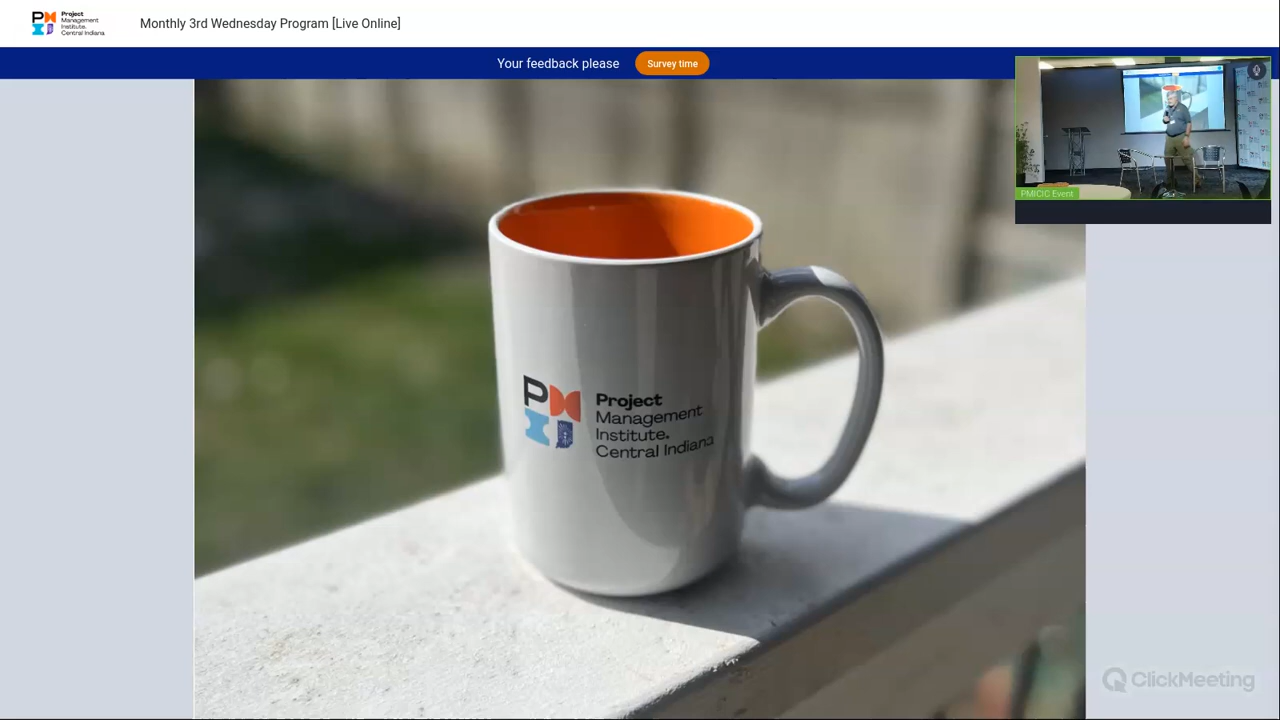 Project
Management
Institute.
Central Indiana
Monthly 3rd Wednesday Program [Live Online]
Your feedback please
Survey time
PMICIC Event
PMI
Project
Management
Institute.
Central Indiana
ClickMeeting